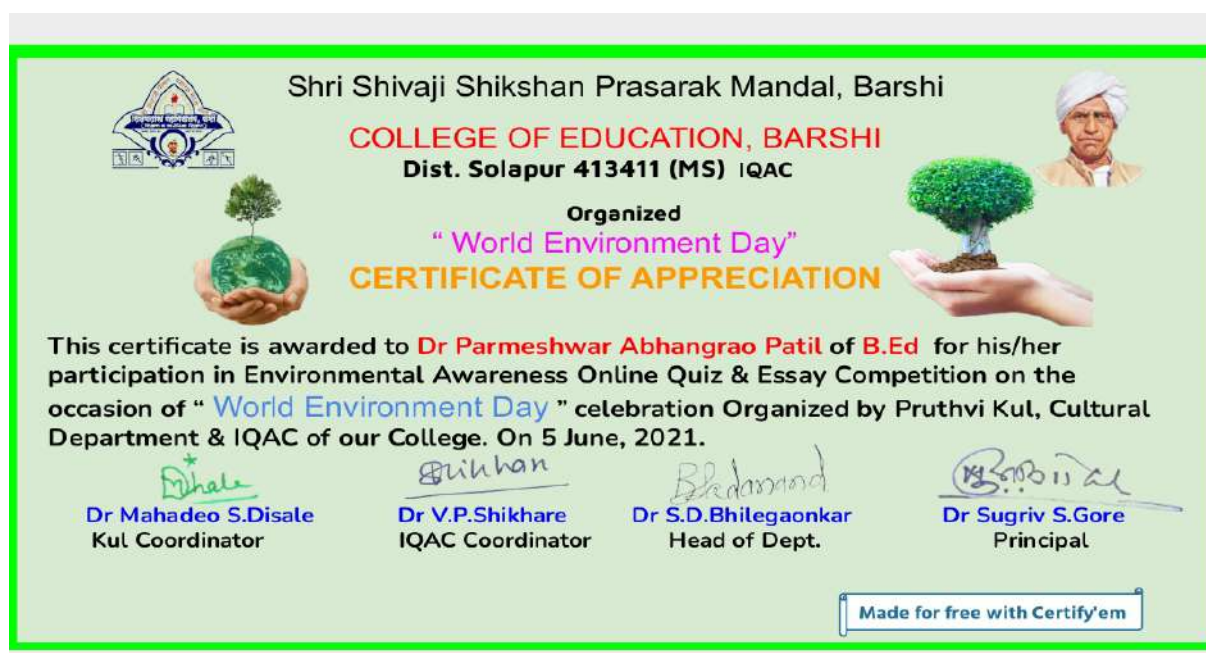 Shri Shivaji Shikshan Prasarak Mandal, Barshi
COLLEGE OF EDUCATION, BARSHI
Dist. Solapur 413411 (MS) IQAC
Organized
“ World Environment Day”
CERTIFICATE OF APPRECIATION
This certificate is awarded to Dr Parmeshwar Abhangrao Patil of B.Ed for his/her
participation in Environmental Awareness Online Quiz & Essay Competition on the
occasion of “ World Environment Day ” celebration Organized by Pruthvi Kul, Cultural
Department & IQAC of our College. On 5 June, 2021.
Dr Mahadeo S.Disale Dr V.P.Shikhare Dr S.D.Bhilegaonkar Dr Sugriv S.Gore
Kul Coordinator IQAC Coordinator Head of Dept. Principal
Made for free with Certify'em